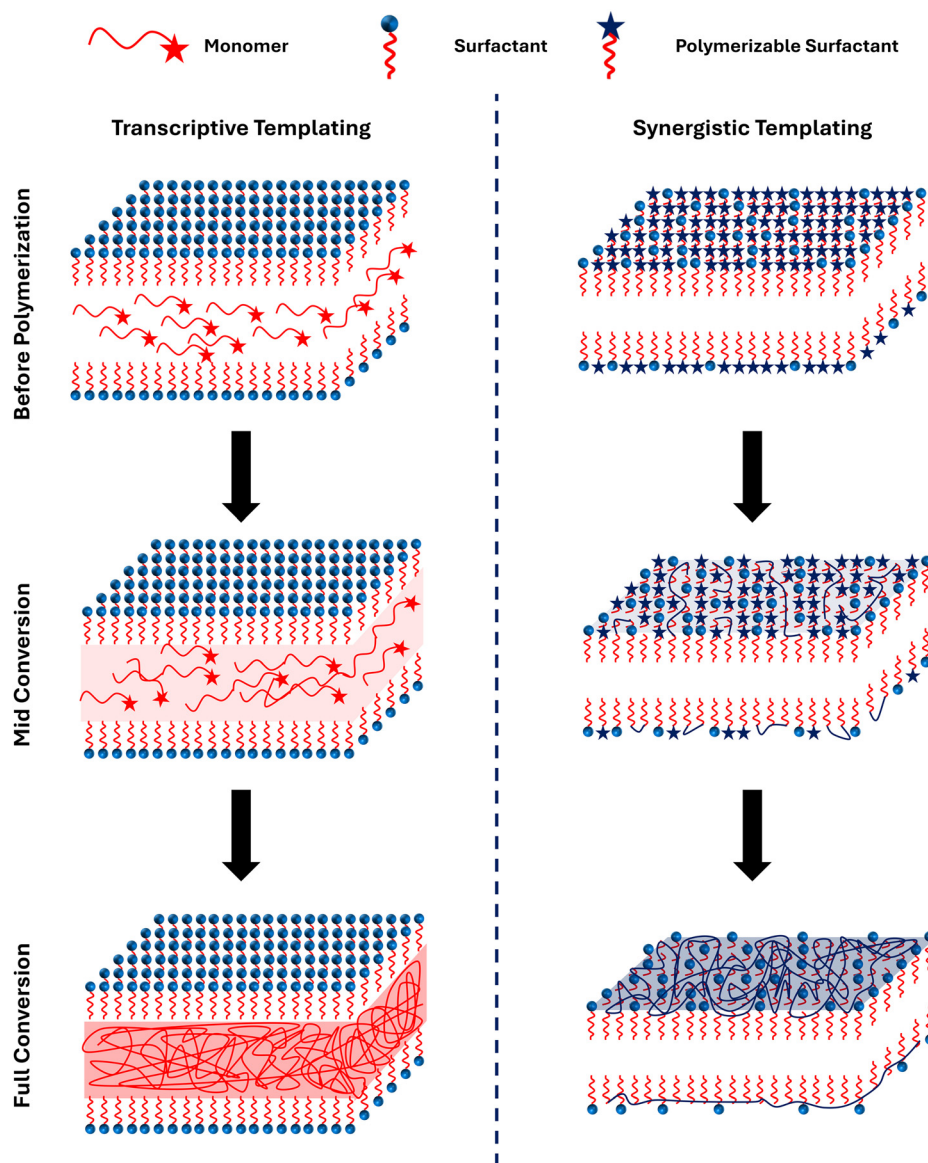 Monomer
Surfactant
Polymerizable Surfactant
Transcriptive Templating
Synergistic Templating
Before Polymerization
Mid Conversion
Full Conversion